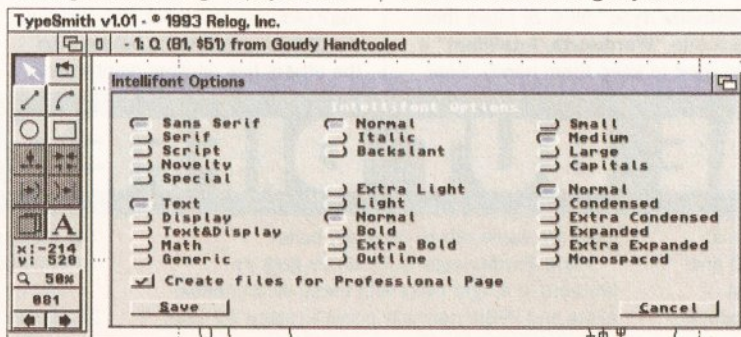 TypeSmith v1.01 - © 1993 Relog, Inc.
- 1: Q (81, $51) from Goudy Handtooled
Intellifont Options
Intellifont Options
Sans Serif Normal Small
Serif Italic Medium
Script Backslant Large
Novelty Capitals
Special
Extra Light Normal
Text Light Condensed
Display Normal Extra Condensed
Text&Display Bold Expanded
Math Extra Bold Extra Expanded
Generic Outline Monospaced
Create files for Professional Page
Save Cancel
A
x:-214
y: 520
50%
081